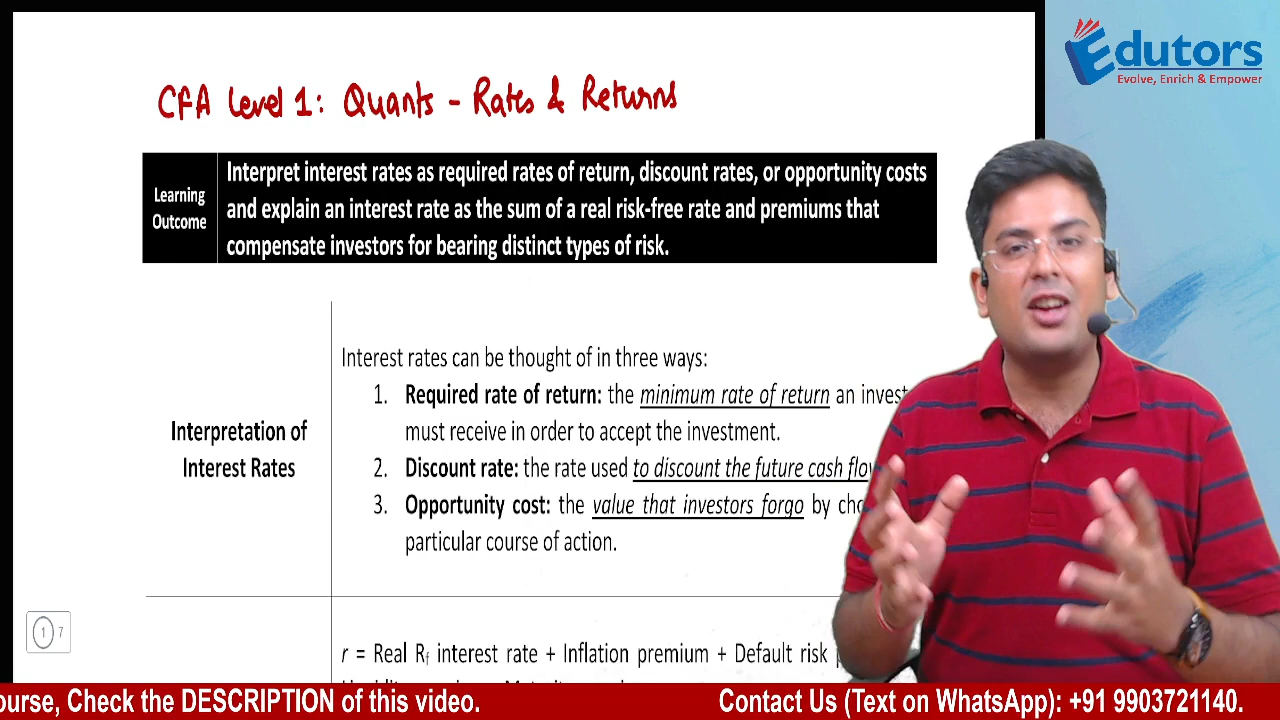 Edutors
Evolve, Enrich & Empower
CFA Level 1: Quants - Rates & Returns
Learning
Outcome
Interpret interest rates as required rates of return, discount rates, or opportunity costs
and explain an interest rate as the sum of a real risk-free rate and premiums that
compensate investors for bearing distinct types of risk.
Interpretation of
Interest Rates
Interest rates can be thought of in three ways:
1. Required rate of return: the minimum rate of return an
must receive in order to accept the investment.
2. Discount rate: the rate used to discount the future cash
3. Opportunity cost: the value that investors forgo by
particular course of action.
1 7
r = Real Rf interest rate + Inflation premium + Default risk
Check the DESCRIPTION of this video.
Contact Us (Text on WhatsApp): +91 9903721140.